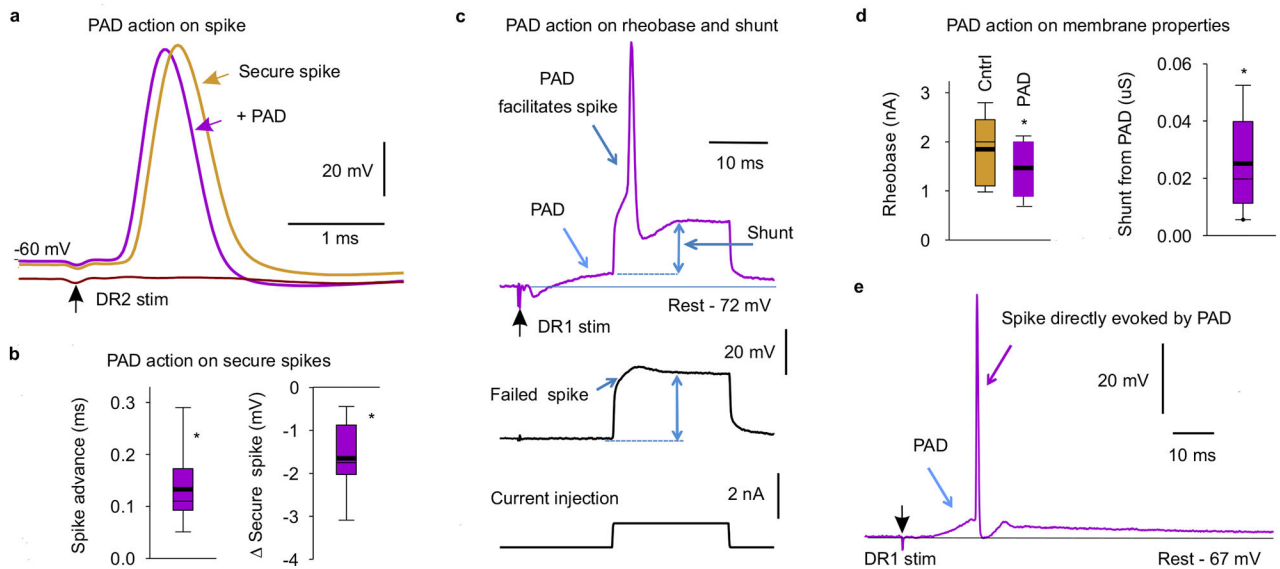 a
PAD action on spike
Secure spike
+ PAD
20 mV
1 ms
-60 mV
DR2 stim
b
PAD action on secure spikes
Spike advance (ms)
0.3
0.2
0.1
0.0
*
Δ Secure spike (mV)
0
-1
-2
-3
-4
*
c
PAD action on rheobase and shunt
PAD
facilitates spike
10 ms
PAD
Shunt
Rest - 72 mV
DR1 stim
20 mV
Failed spike
Current injection
2 nA
d
PAD action on membrane properties
Rheobase (nA)
3
2
1
0
Cntrl
* PAD
Shunt from PAD (uS)
0.06
0.04
0.02
0.00
*
e
Spike directly evoked by PAD
20 mV
10 ms
PAD
DR1 stim
Rest - 67 mV